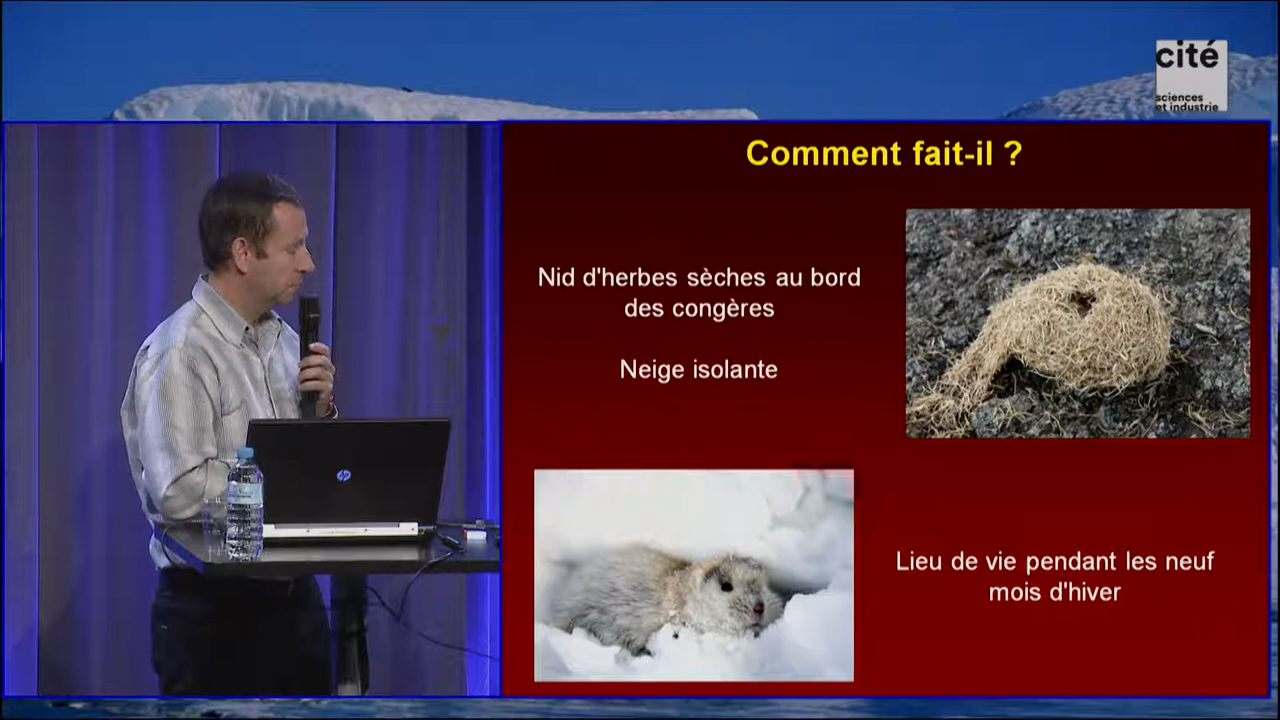 cité
sciences
et industrie
Comment fait-il ?
Nid d'herbes sèches au bord
des congères
Neige isolante
Lieu de vie pendant les neuf
mois d'hiver
hp